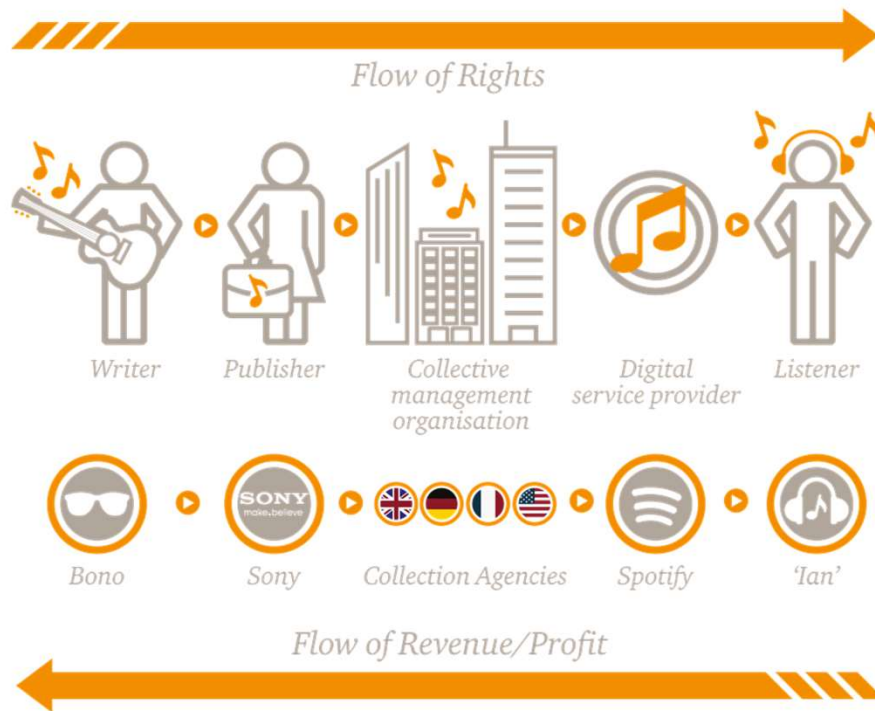 Flow of Rights
Writer
Publisher
Collective
management
organisation
Digital
service provider
Listener
SONY
make.believe
Bono
Sony
Collection Agencies
Spotify
‘Ian’
Flow of Revenue/Profit